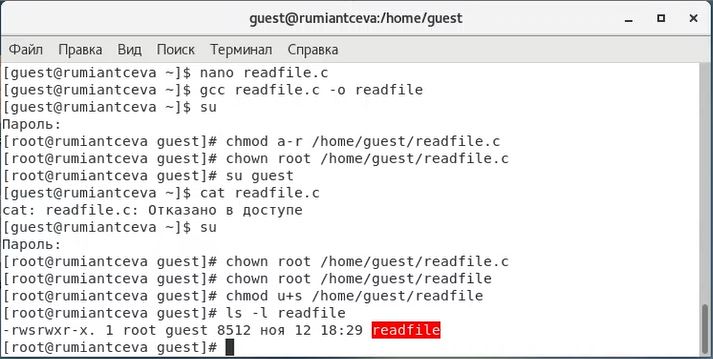 guest@rumiantceva:/home/guest
Файл Правка Вид Поиск Терминал Справка
[guest@rumiantceva ~]$ nano readfile.c
[guest@rumiantceva ~]$ gcc readfile.c -o readfile
[guest@rumiantceva ~]$ su
Пароль:
[root@rumiantceva guest]# chmod a-r /home/guest/readfile.c
[root@rumiantceva guest]# chown root /home/guest/readfile.c
[root@rumiantceva guest]# su guest
[guest@rumiantceva ~]$ cat readfile.c
cat: readfile.c: Отказано в доступе
[guest@rumiantceva ~]$ su
Пароль:
[root@rumiantceva guest]# chown root /home/guest/readfile.c
[root@rumiantceva guest]# chown root /home/guest/readfile
[root@rumiantceva guest]# chmod u+s /home/guest/readfile
[root@rumiantceva guest]# ls -l readfile
-rwsrwxr-x. 1 root guest 8512 ноя 12 18:29 readfile
[root@rumiantceva guest]#